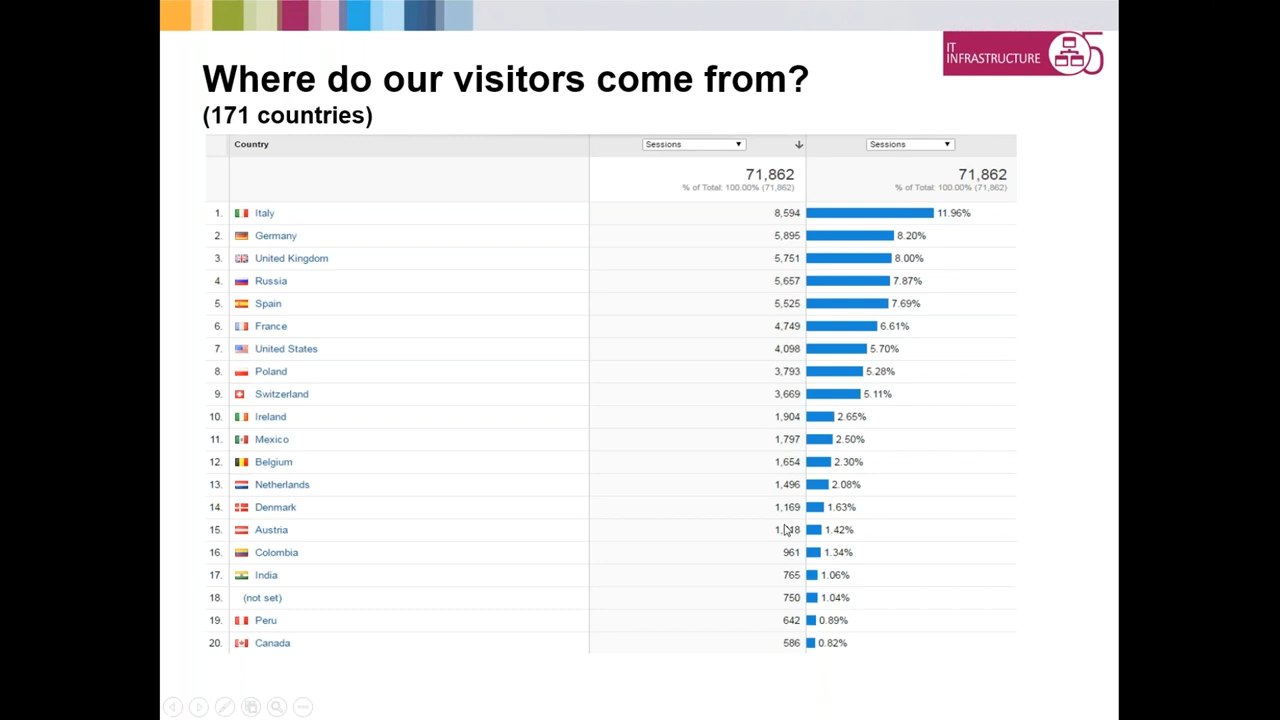 IT
INFRASTRUCTURE
5
Where do our visitors come from?
(171 countries)
Country Sessions Sessions
71,862 71,862
% of Total: 100.00% (71,862) % of Total: 100.00% (71,862)
1. Italy 8,594 11.96%
2. Germany 5,895 8.20%
3. United Kingdom 5,751 8.00%
4. Russia 5,657 7.87%
5. Spain 5,525 7.69%
6. France 4,749 6.61%
7. United States 4,098 5.70%
8. Poland 3,793 5.28%
9. Switzerland 3,669 5.11%
10. Ireland 1,904 2.65%
11. Mexico 1,797 2.50%
12. Belgium 1,654 2.30%
13. Netherlands 1,496 2.08%
14. Denmark 1,169 1.63%
15. Austria 1.42%
16. Colombia 961 1.34%
17. India 765 1.06%
18. (not set) 750 1.04%
19. Peru 642 0.89%
20. Canada 586 0.82%